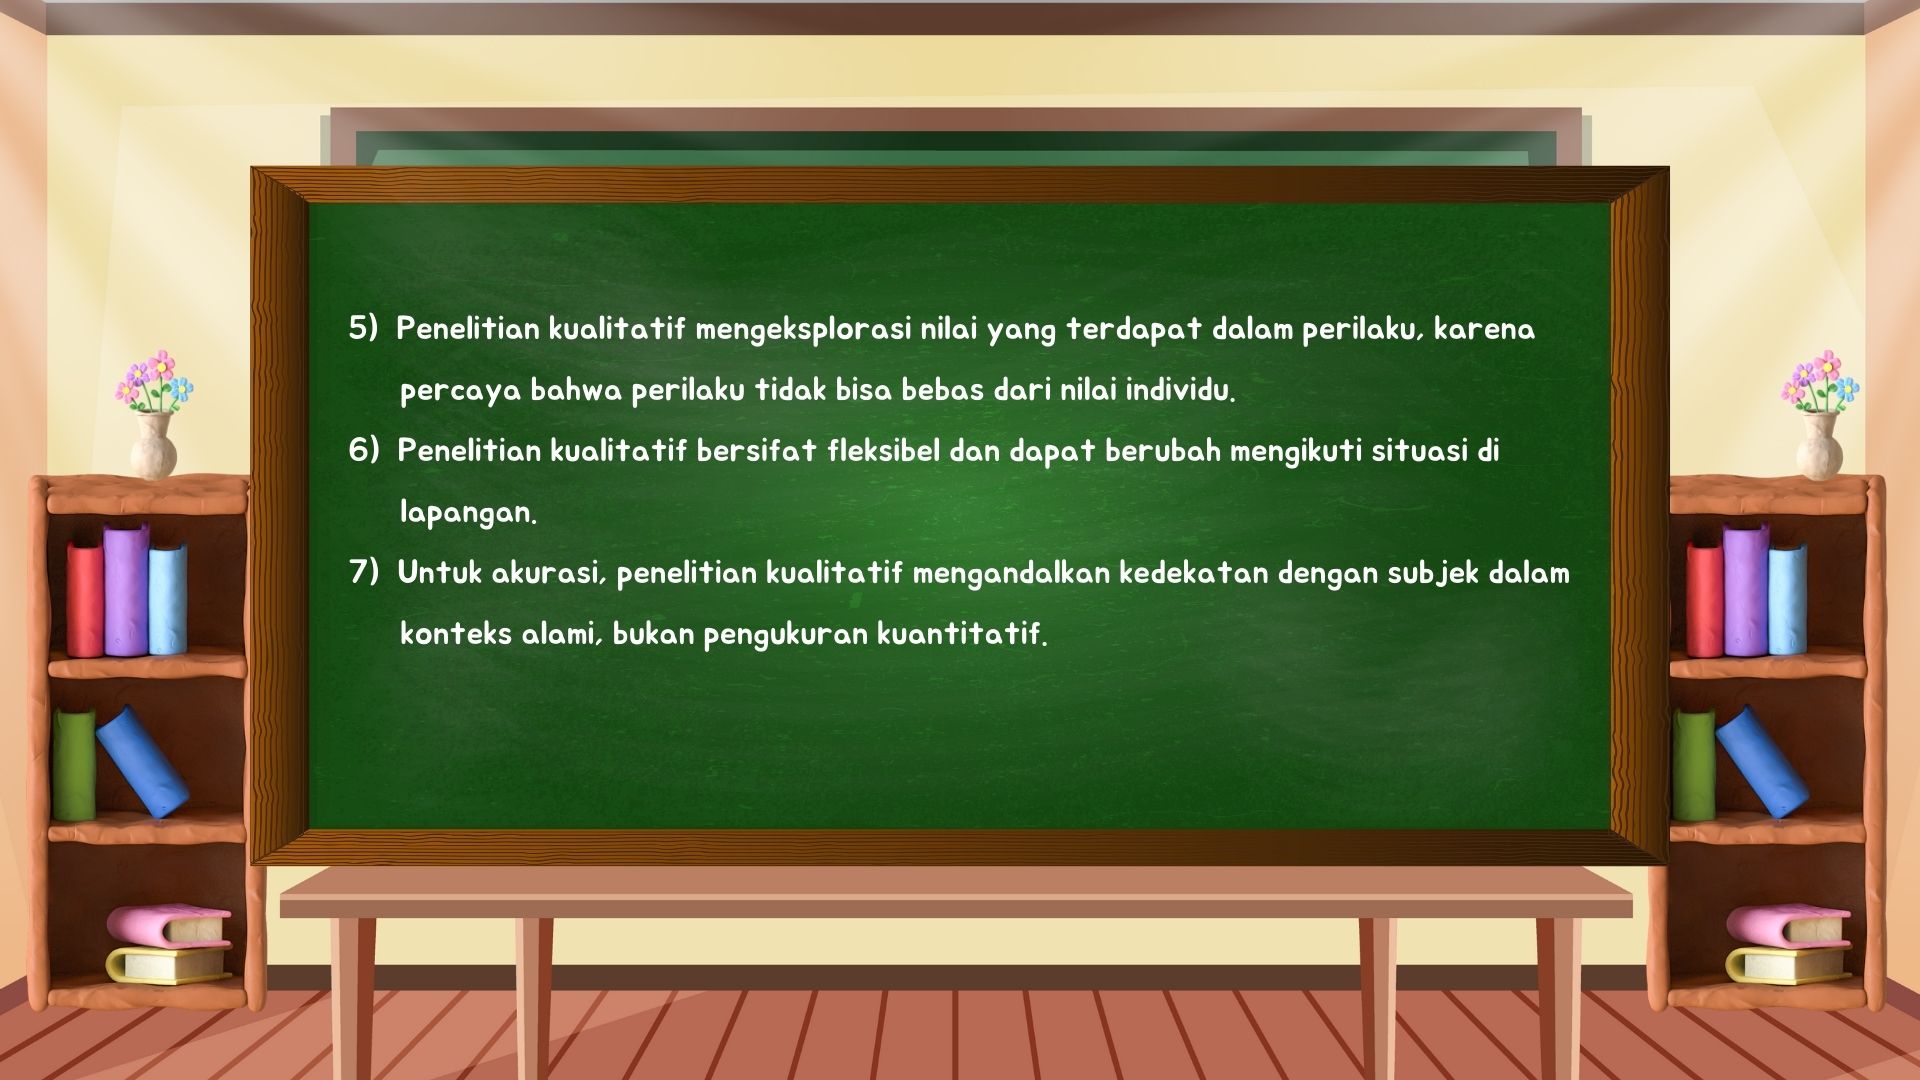 5) Penelitian kualitatif mengeksplorasi nilai yang terdapat dalam perilaku, karena
percaya bahwa perilaku tidak bisa bebas dari nilai individu.
6) Penelitian kualitatif bersifat fleksibel dan dapat berubah mengikuti situasi di
lapangan.
7) Untuk akurasi, penelitian kualitatif mengandalkan kedekatan dengan subjek dalam
konteks alami, bukan pengukuran kuantitatif.